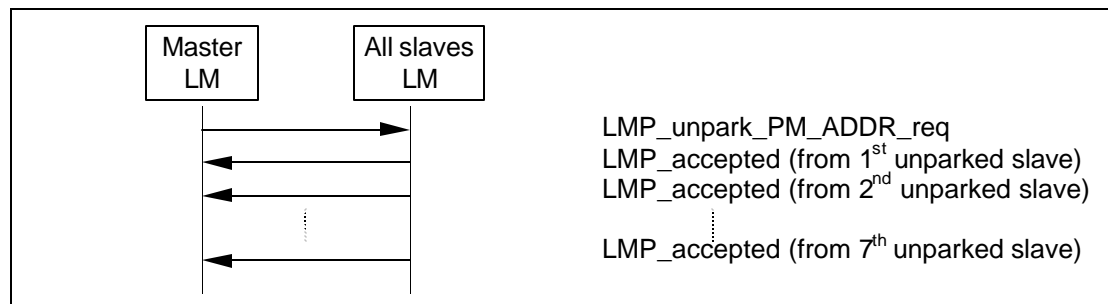 Master
LM
All slaves
LM
LMP_unpark_PM_ADDR_req
LMP_accepted (from 1st unparked slave)
LMP_accepted (from 2nd unparked slave)
LMP_accepted (from 7th unparked slave)